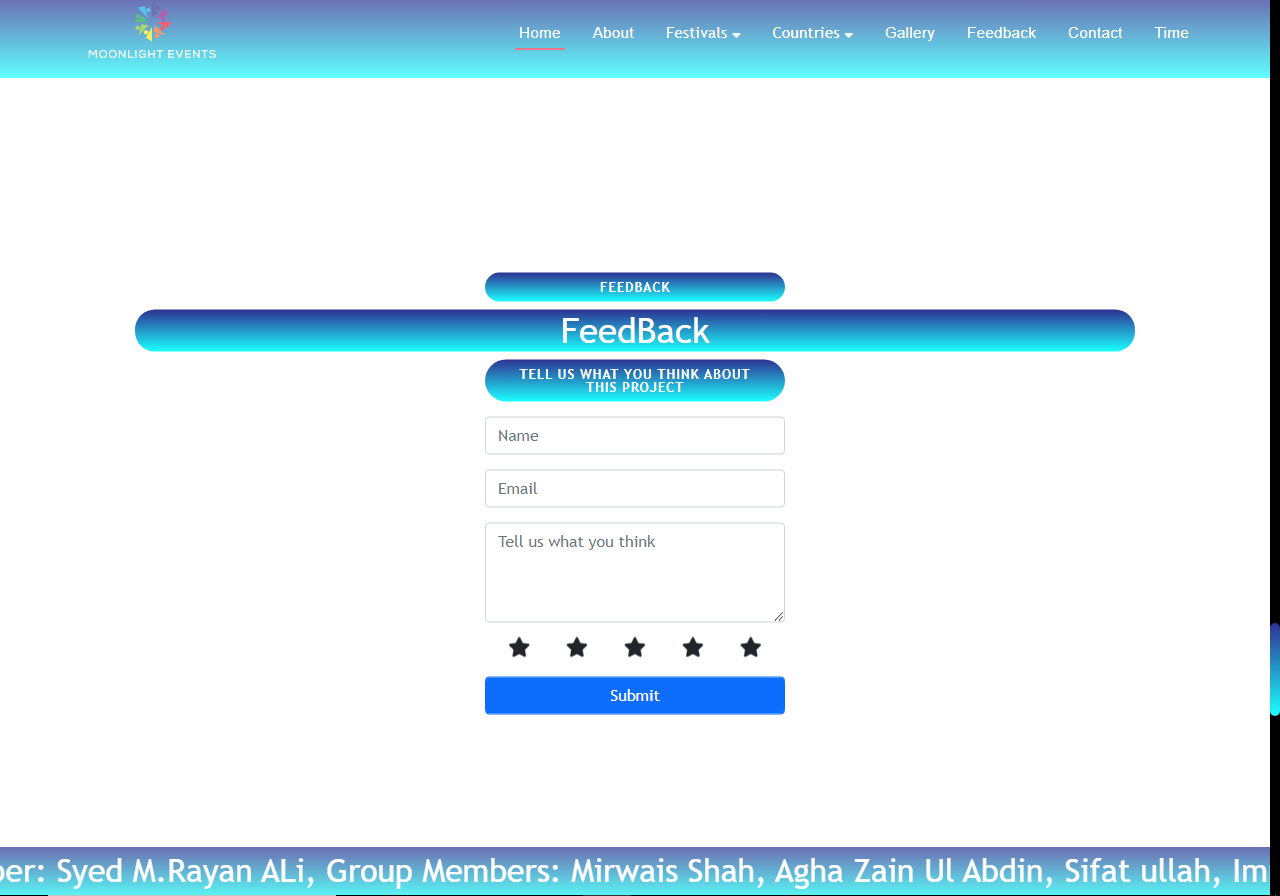 MOONLIGHT EVENTS
Home About Festivals Countries Gallery Feedback Contact Time
FEEDBACK
FeedBack
TELL US WHAT YOU THINK ABOUT
THIS PROJECT
Name
Email
Tell us what you think
Submit
Syed M.Rayan ALi, Group Members: Mirwais Shah, Agha Zain Ul Abdin, Sifat ullah,